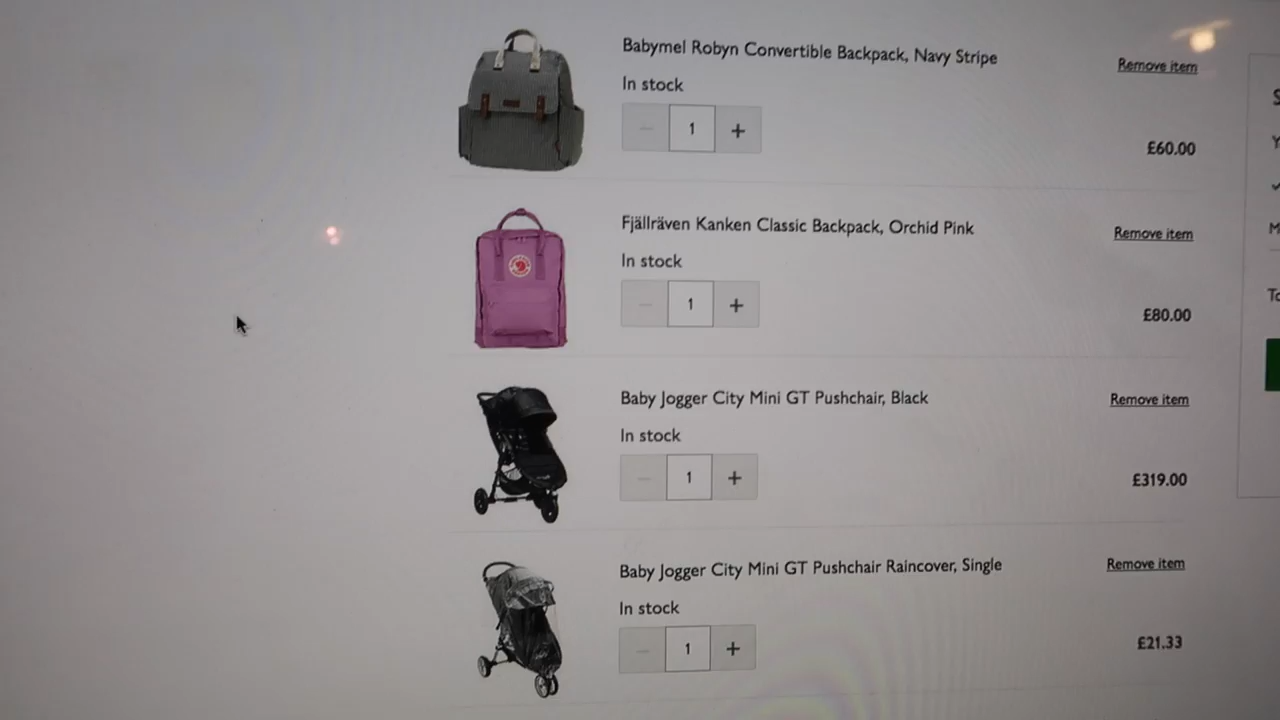 Babymel Robyn Convertible Backpack, Navy Stripe
Remove item
In stock
1
£60.00
Fjällräven Kanken Classic Backpack, Orchid Pink
Remove item
In stock
1
£80.00
Baby Jogger City Mini GT Pushchair, Black
Remove item
In stock
1
£319.00
Baby Jogger City Mini GT Pushchair Raincover, Single
Remove item
In stock
1
£21.33